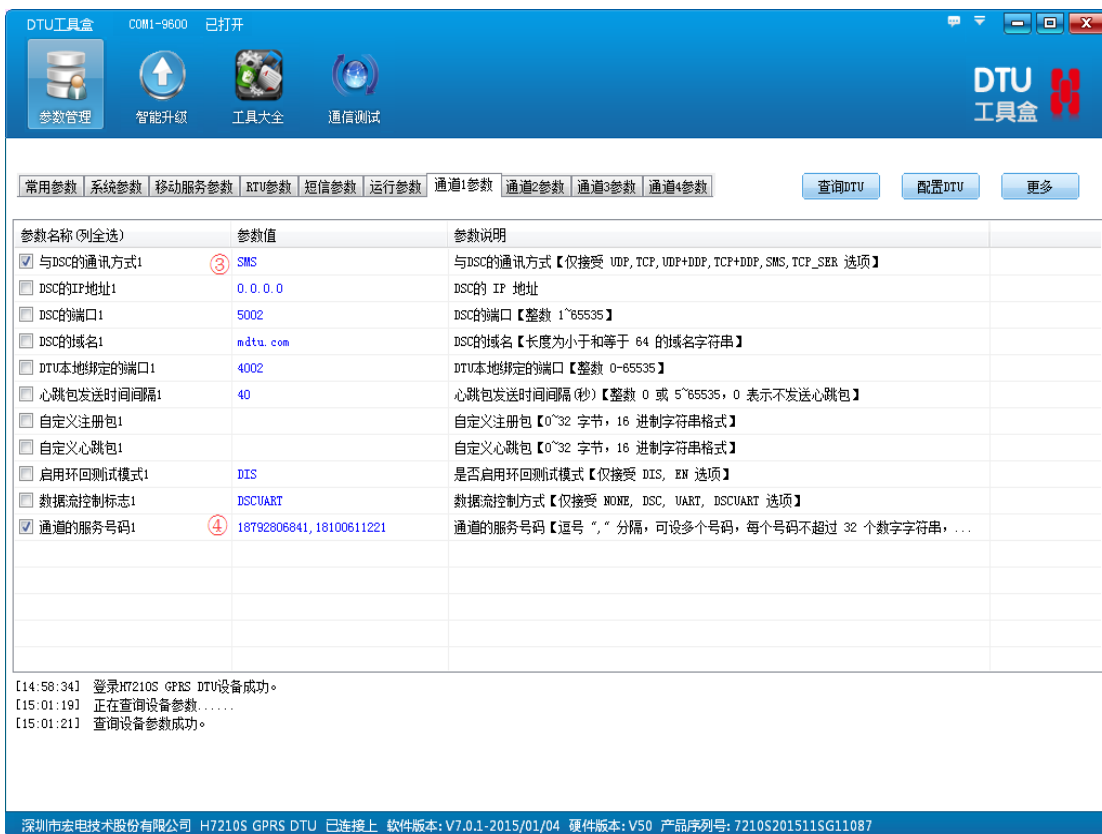 DTU工具盒 COM1-9600 已打开
参数管理 智能升级 工具大全 通信测试
DTU
工具盒
常用参数 系统参数 移动服务参数 RTU参数 短信参数 运行参数 通道1参数 通道2参数 通道3参数 通道4参数 查询DTU 配置DTU 更多
参数名称(列全选) 参数值 参数说明
与DSC的通讯方式1 ③ SMS 与DSC的通讯方式【仅接受 UDP,TCP,UDP+DDP,TCP+DDP,SMS,TCP_SER 选项】
DSC的IP地址1 0.0.0.0 DSC的 IP 地址
DSC的端口1 5002 DSC的端口【整数 1~65535】
DSC的域名1 mdtu.com DSC的域名【长度为小于和等于 64 的域名字符串】
DTU本地绑定的端口1 4002 DTU本地绑定的端口【整数 0-65535】
心跳包发送时间间隔1 40 心跳包发送时间间隔(秒)【整数 0 或 5~65535，0 表示不发送心跳包】
自定义注册包1 自定义注册包【0~32 字节，16 进制字符串格式】
自定义心跳包1 自定义心跳包【0~32 字节，16 进制字符串格式】
启用环回测试模式1 DIS 是否启用环回测试模式【仅接受 DIS, EN 选项】
数据流控制标志1 DSCUART 数据流控制方式【仅接受 NONE, DSC, UART, DSCUART 选项】
通道的服务号码1 ④ 18792806841,18100611221 通道的服务号码【逗号 "," 分隔，可设多个号码，每个号码不超过 32 个数字字符串，...
[14:58:34] 登录H7210S GPRS DTU设备成功。
[15:01:19] 正在查询设备参数......
[15:01:21] 查询设备参数成功。
深圳市宏电技术股份有限公司 H7210S GPRS DTU 已连接上 软件版本: V7.0.1-2015/01/04 硬件版本: V50 产品序列号: 7210S201511SG11087